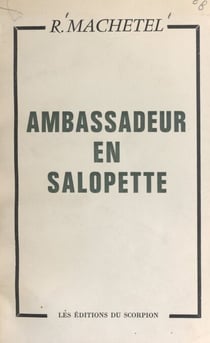 R. MACHETEL
AMBASSADEUR
EN
SALOPETTE
LES ÉDITIONS DU SCORPION